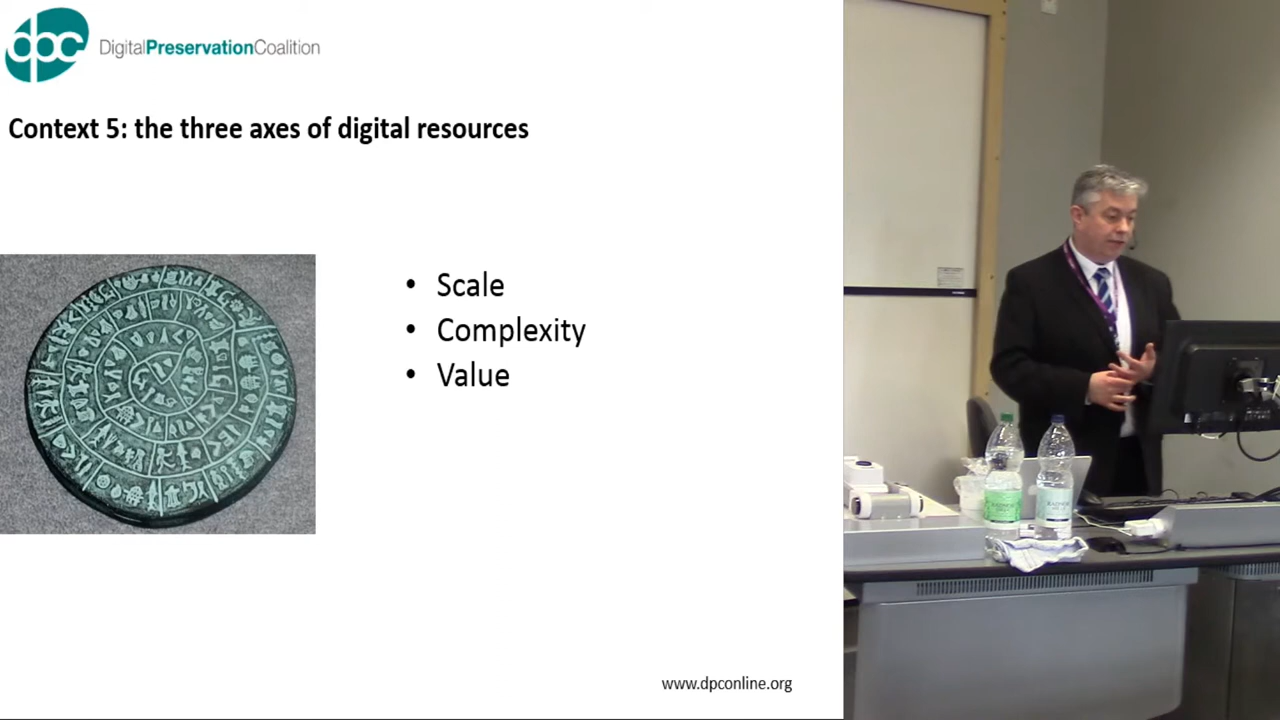 dpc DigitalPreservationCoalition
Context 5: the three axes of digital resources
• Scale
• Complexity
• Value
www.dpconline.org